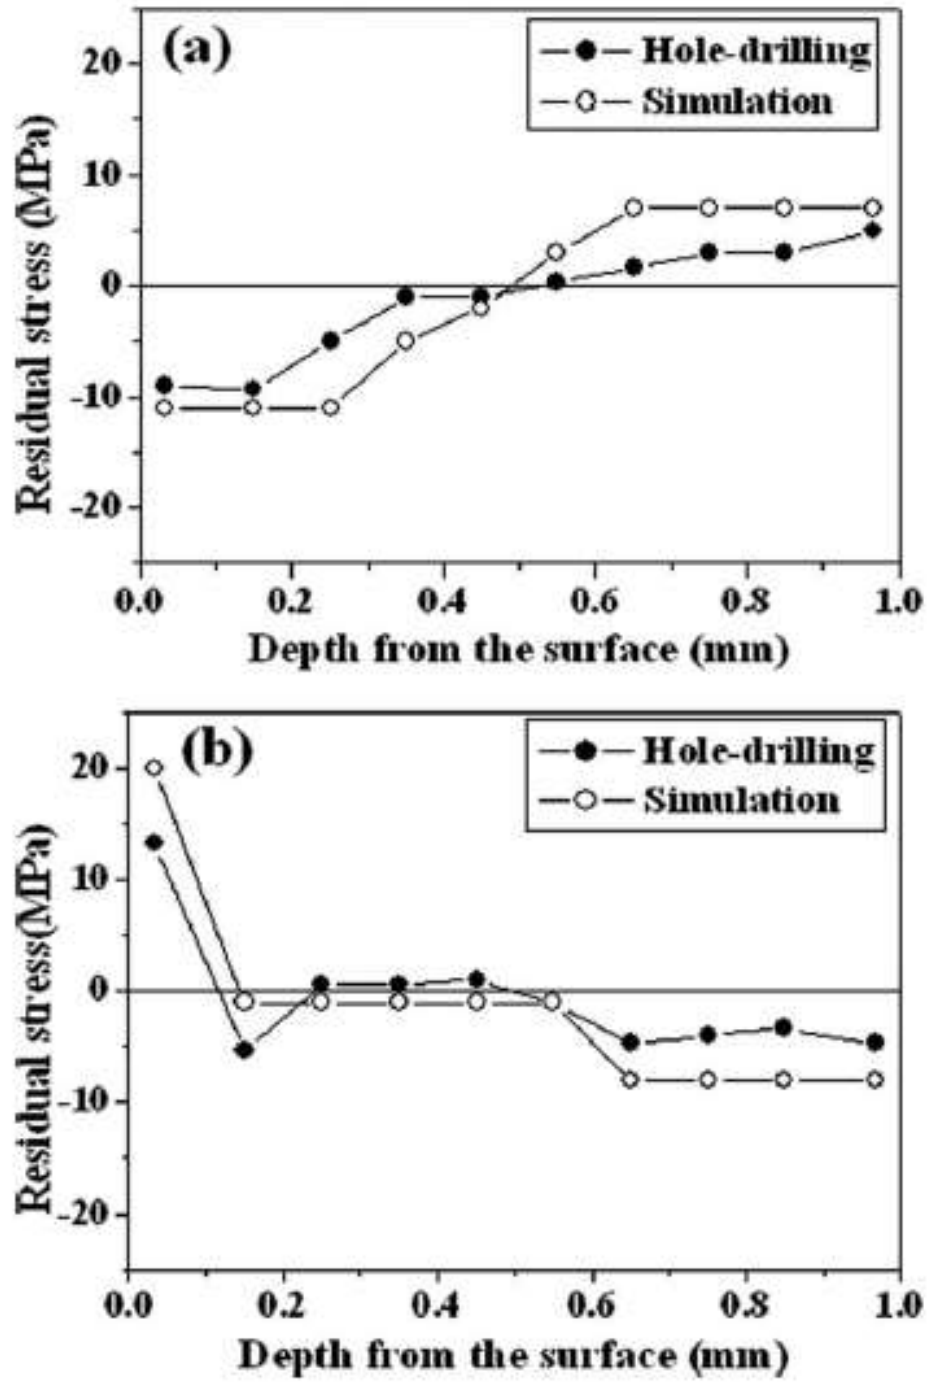 (a)
Hole-drilling
Simulation
Residual stress (MPa)
20
10
0
-10
-20
0.0 0.2 0.4 0.6 0.8 1.0
Depth from the surface (mm)
(b)
Hole-drilling
Simulation
Residual stress(MPa)
20
10
0
-10
-20
0.0 0.2 0.4 0.6 0.8 1.0
Depth from the surface (mm)